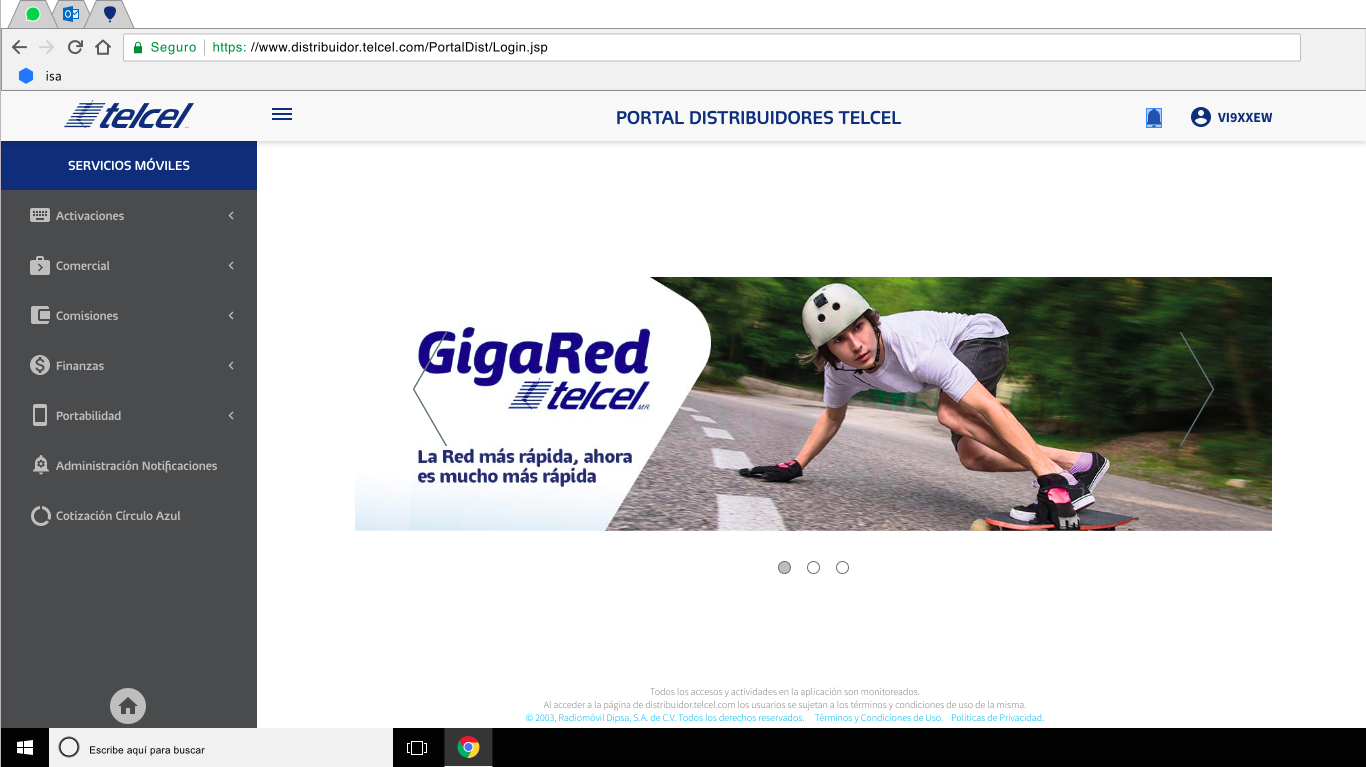 Seguro https: //www.distribuidor.telcel.com/PortalDist/Login.jsp
isa
telcel
PORTAL DISTRIBUIDORES TELCEL
VI9XXEW
SERVICIOS MÓVILES
Activaciones
Comercial
Comisiones
Finanzas
Portabilidad
Administración Notificaciones
Cotización Círculo Azul
GigaRed
telcel MR
La Red más rápida, ahora
es mucho más rápida
Todos los accesos y actividades en la aplicación son monitoreados.
Al acceder a la página de distribuidor.telcel.com los usuarios se sujetan a los términos y condiciones de uso de la misma.
© 2003, Radiomóvil Dipsa, S.A. de C.V. Todos los derechos reservados. Términos y Condiciones de Uso. Políticas de Privacidad.
Escribe aquí para buscar